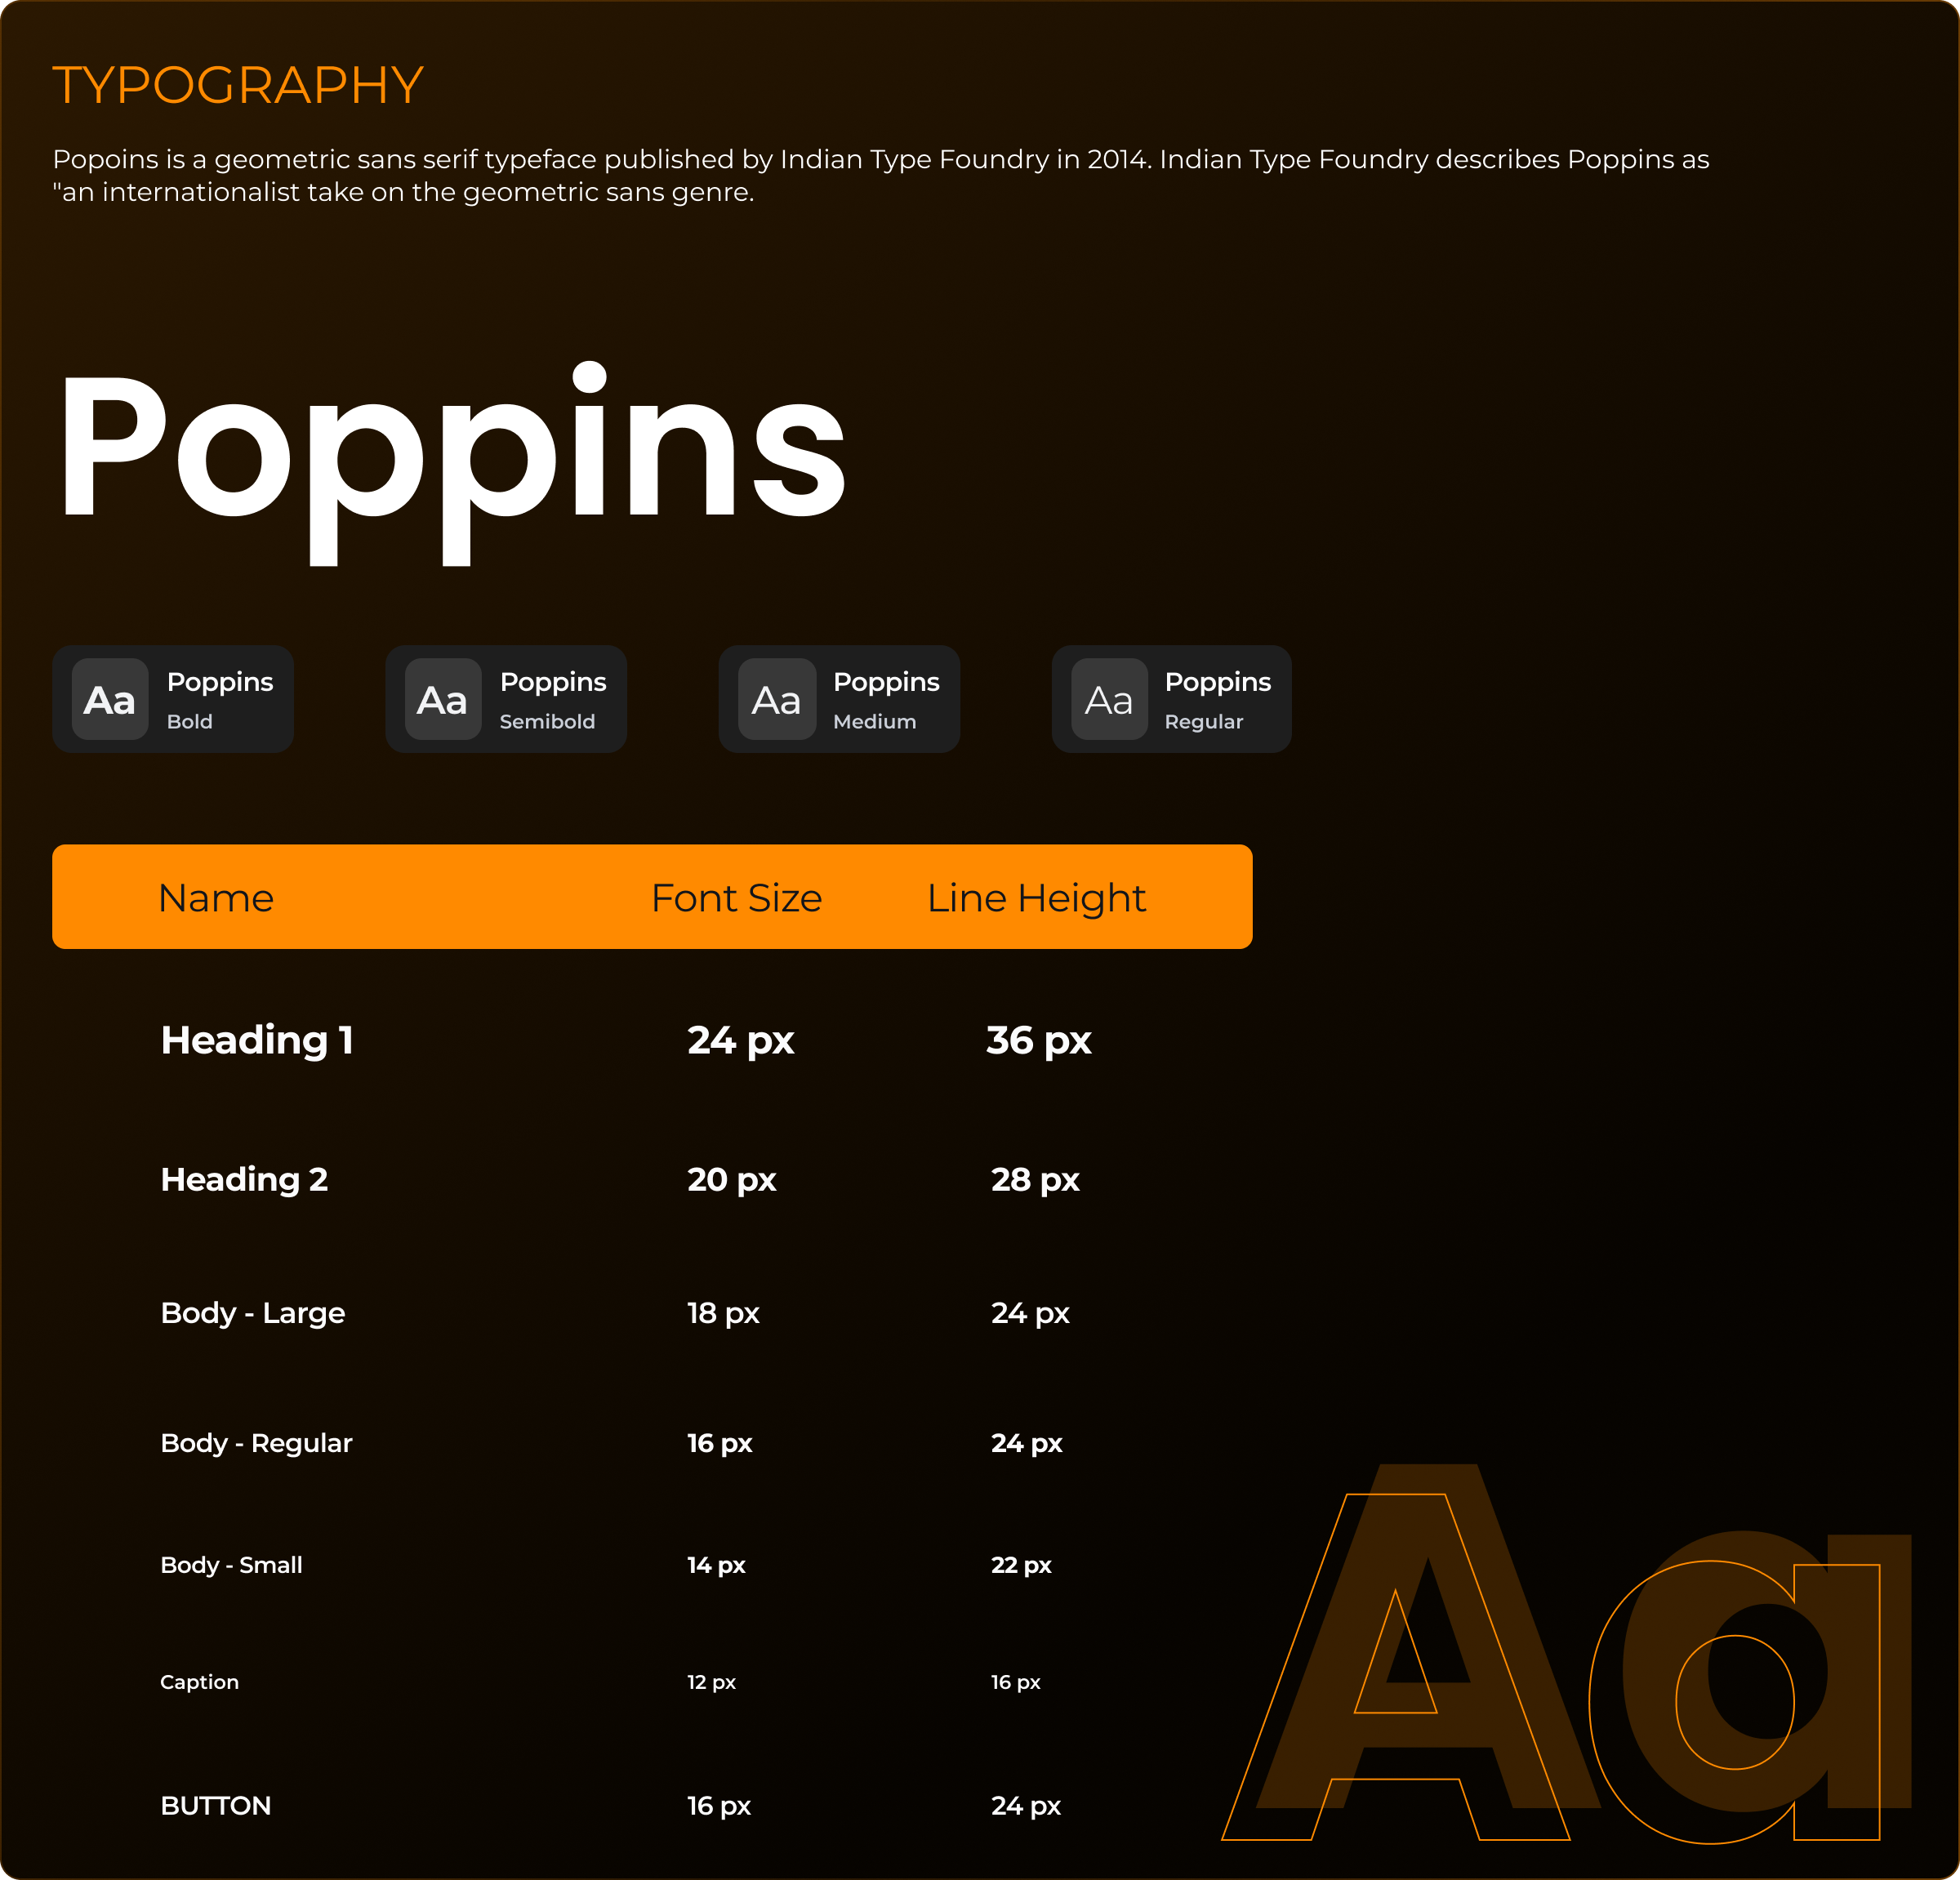 TYPOGRAPHY
Popoins is a geometric sans serif typeface published by Indian Type Foundry in 2014. Indian Type Foundry describes Poppins as
"an internationalist take on the geometric sans genre.
Poppins
Aa Poppins Bold
Aa Poppins Semibold
Aa Poppins Medium
Aa Poppins Regular
Name Font Size Line Height
Heading 1 24 px 36 px
Heading 2 20 px 28 px
Body - Large 18 px 24 px
Body - Regular 16 px 24 px
Body - Small 14 px 22 px
Caption 12 px 16 px
BUTTON 16 px 24 px
Aa